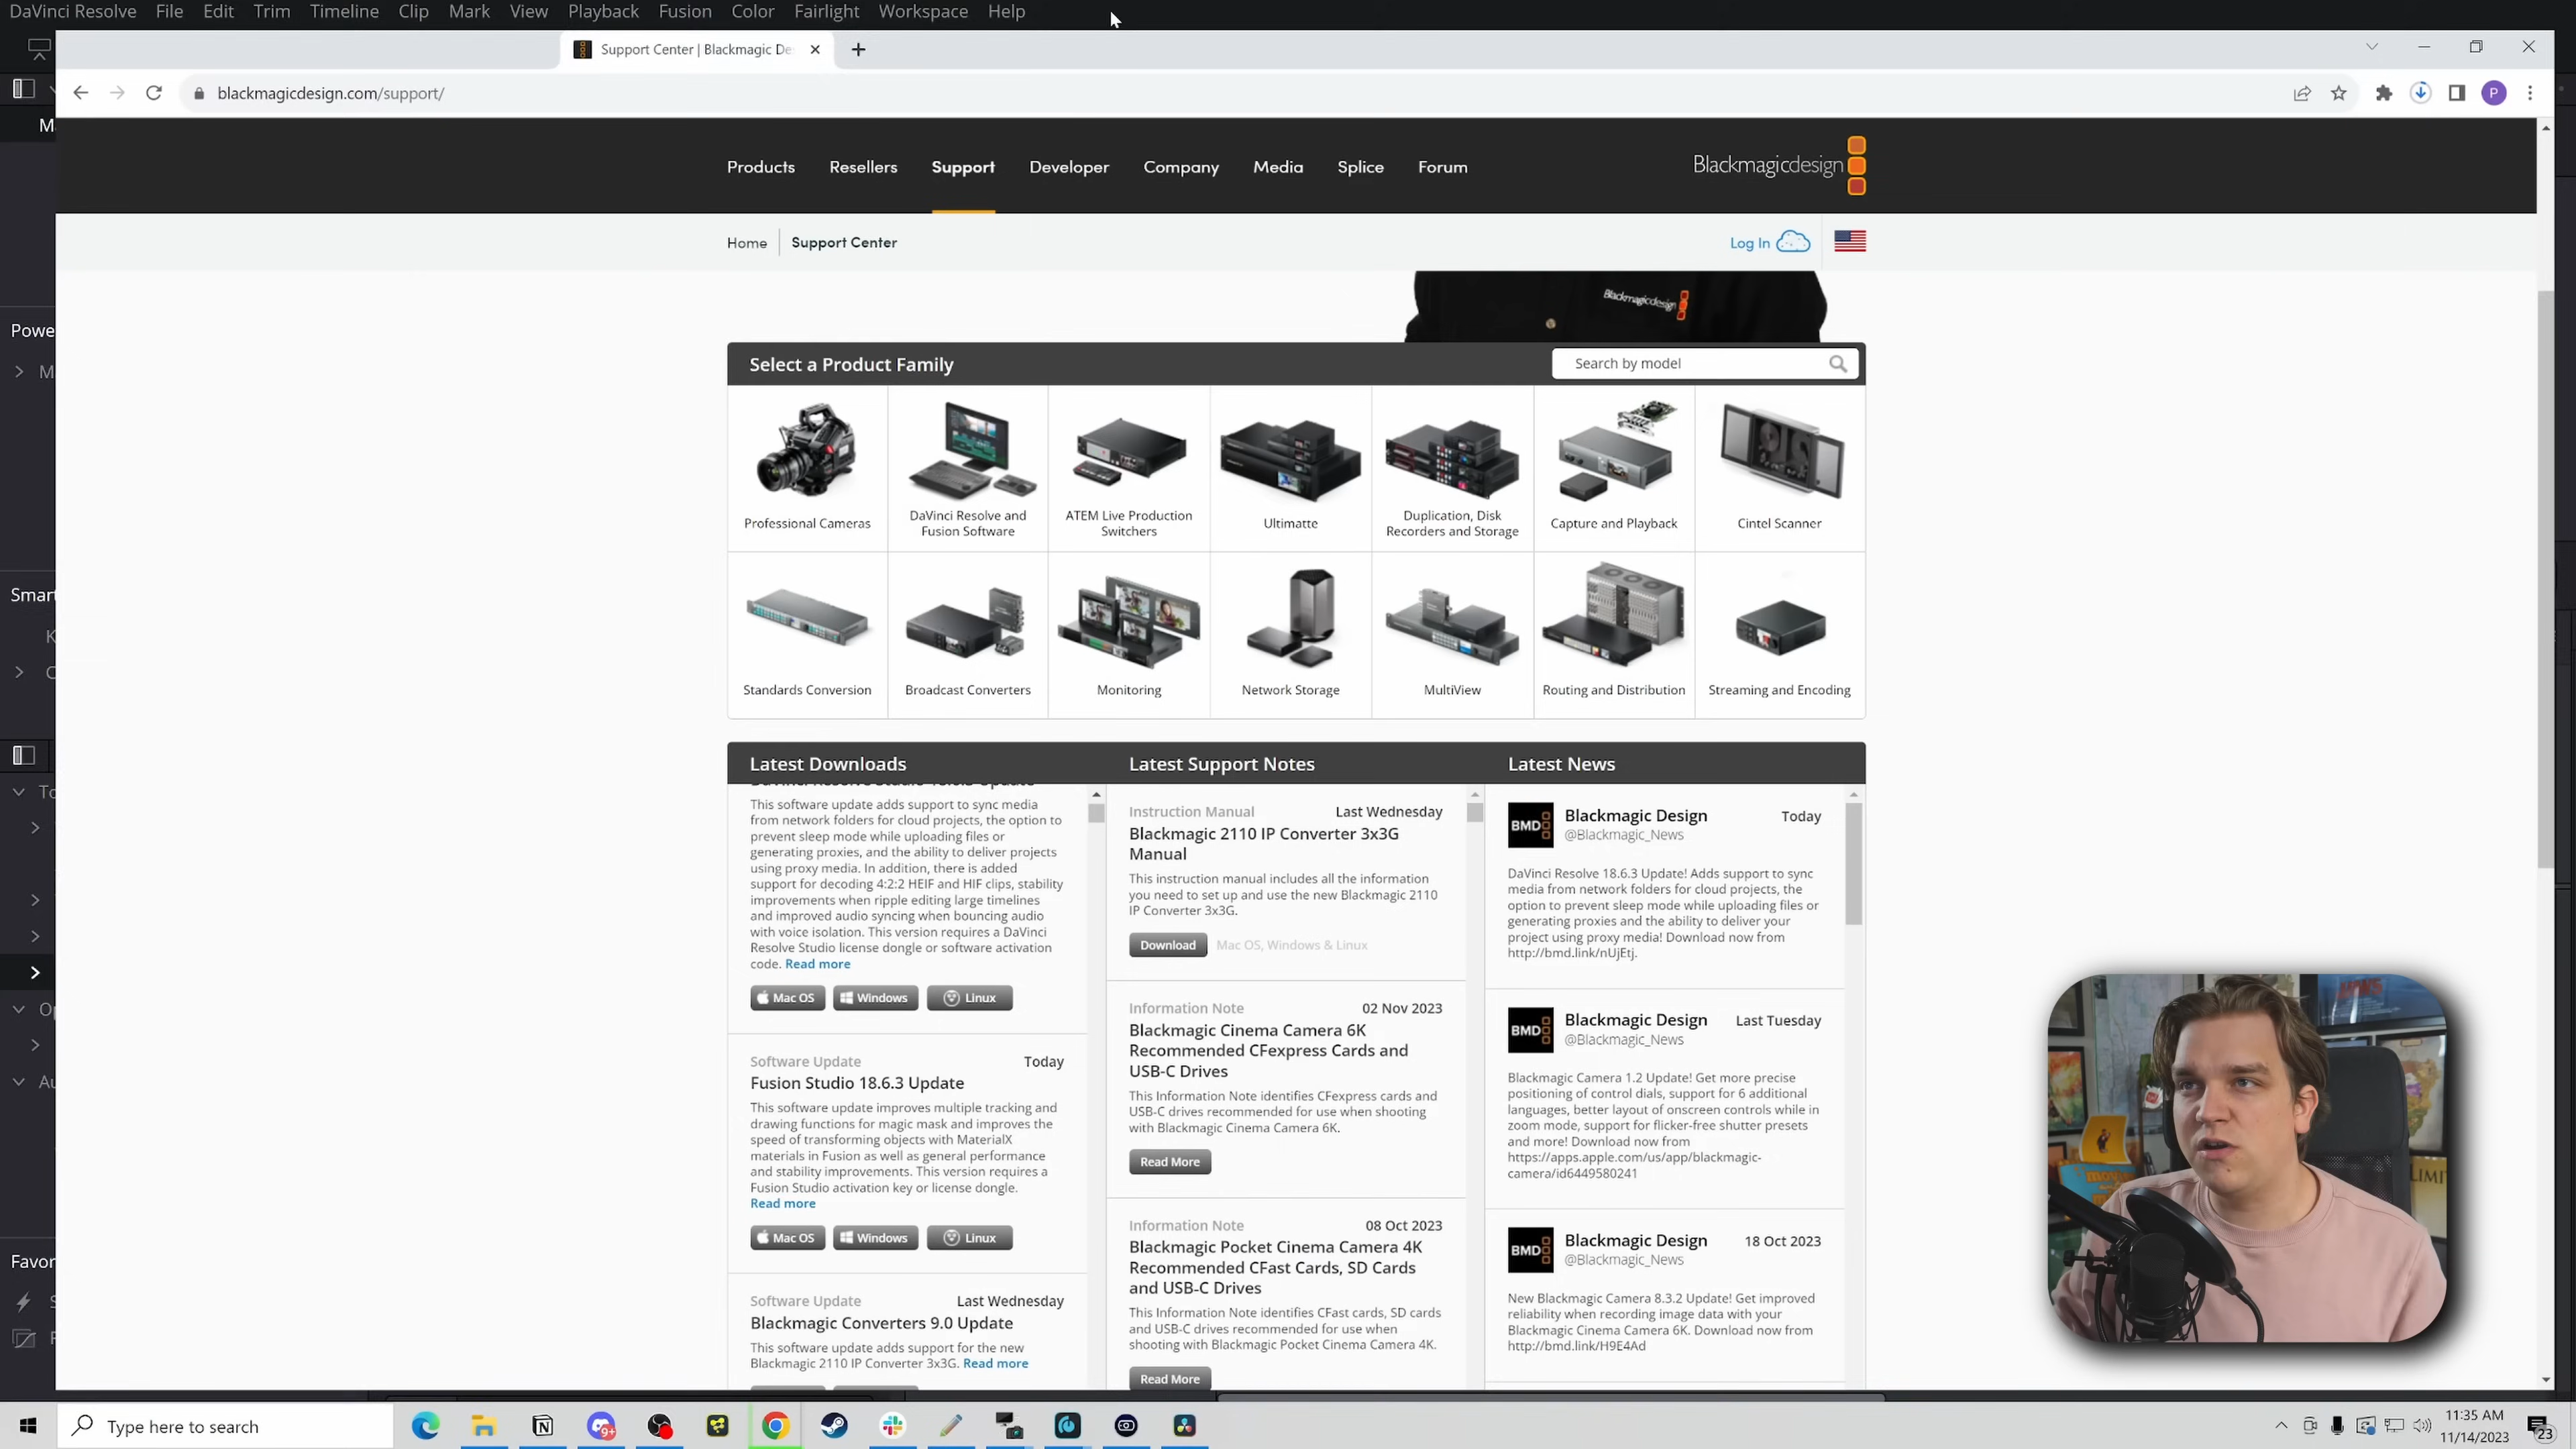 DaVinci Resolve File Edit Trim Timeline Clip Mark View Playback Fusion Color Fairlight Workspace Help
Support Center | Blackmagic De
blackmagicdesign.com/support/
P
Products Resellers Support Developer Company Media Splice Forum
Blackmagicdesign
Home Support Center
Log In
Blackmagicdesign
Select a Product Family
Search by model
Professional Cameras
DaVinci Resolve and
Fusion Software
ATEM Live Production
Switchers
Ultimatte
Duplication, Disk
Recorders and Storage
Capture and Playback
Cintel Scanner
Standards Conversion
Broadcast Converters
Monitoring
Network Storage
MultiView
Routing and Distribution
Streaming and Encoding
Latest Downloads
DaVinci Resolve Studio 18.6.3 Update
This software update adds support to sync media
from network folders for cloud projects, the option to
prevent sleep mode while uploading files or
generating proxies, and the ability to deliver projects
using proxy media. In addition, there is added
support for decoding 4:2:2 HEIF and HIF clips, stability
improvements when ripple editing large timelines
and improved audio syncing when bouncing audio
with voice isolation. This version requires a DaVinci
Resolve Studio license dongle or software activation
code. Read more
Mac OS Windows Linux
Software Update Today
Fusion Studio 18.6.3 Update
This software update improves multiple tracking and
drawing functions for magic mask and improves the
speed of transforming objects with MaterialX
materials in Fusion as well as general performance
and stability improvements. This version requires a
Fusion Studio activation key or license dongle.
Read more
Mac OS Windows Linux
Software Update Last Wednesday
Blackmagic Converters 9.0 Update
This software update adds support for the new
Blackmagic 2110 IP Converter 3x3G. Read more
Latest Support Notes
Instruction Manual Last Wednesday
Blackmagic 2110 IP Converter 3x3G
Manual
This instruction manual includes all the information
you need to set up and use the new Blackmagic 2110
IP Converter 3x3G.
Download Mac OS, Windows & Linux
Information Note 02 Nov 2023
Blackmagic Cinema Camera 6K
Recommended CFexpress Cards and
USB-C Drives
This Information Note identifies CFexpress cards and
USB-C drives recommended for use when shooting
with Blackmagic Cinema Camera 6K.
Read More
Information Note 08 Oct 2023
Blackmagic Pocket Cinema Camera 4K
Recommended CFast Cards, SD Cards
and USB-C Drives
This Information Note identifies CFast cards, SD cards
and USB-C drives recommended for use when
shooting with Blackmagic Pocket Cinema Camera 4K.
Read More
Latest News
BMD
Blackmagic Design Today
@Blackmagic_News
DaVinci Resolve 18.6.3 Update! Adds support to sync
media from network folders for cloud projects, the
option to prevent sleep mode while uploading files or
generating proxies and the ability to deliver your
project using proxy media! Download now from
http://bmd.link/nUjEtj.
BMD
Blackmagic Design Last Tuesday
@Blackmagic_News
Blackmagic Camera 1.2 Update! Get more precise
positioning of control dials, support for 6 additional
languages, better layout of onscreen controls while in
zoom mode, support for flicker-free shutter presets
and more! Download now from
https://apps.apple.com/us/app/blackmagic-
camera/id6449580241
BMD
Blackmagic Design 18 Oct 2023
@Blackmagic_News
New Blackmagic Camera 8.3.2 Update! Get improved
reliability when recording image data with your
Blackmagic Cinema Camera 6K. Download now from
http://bmd.link/H9E4Ad
Powe
M
Smart
K
To
Op
Au
Favor
Type here to search
9+
11:35 AM
11/14/2023
23